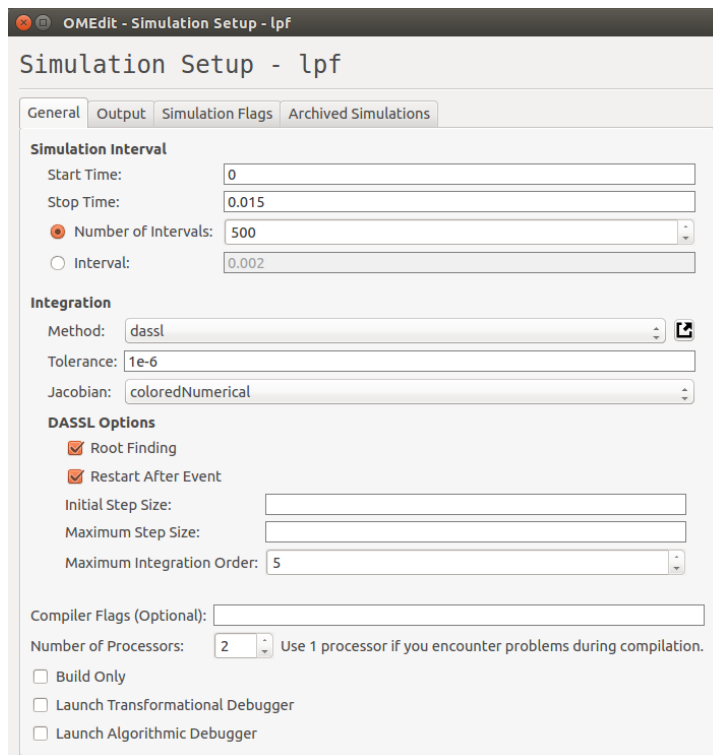 OMEdit - Simulation Setup - lpf
Simulation Setup - lpf
General Output Simulation Flags Archived Simulations
Simulation Interval
Start Time: 0
Stop Time: 0.015
Number of Intervals: 500
Interval: 0.002
Integration
Method: dassl
Tolerance: 1e-6
Jacobian: coloredNumerical
DASSL Options
Root Finding
Restart After Event
Initial Step Size:
Maximum Step Size:
Maximum Integration Order: 5
Compiler Flags (Optional):
Number of Processors: 2 Use 1 processor if you encounter problems during compilation.
Build Only
Launch Transformational Debugger
Launch Algorithmic Debugger